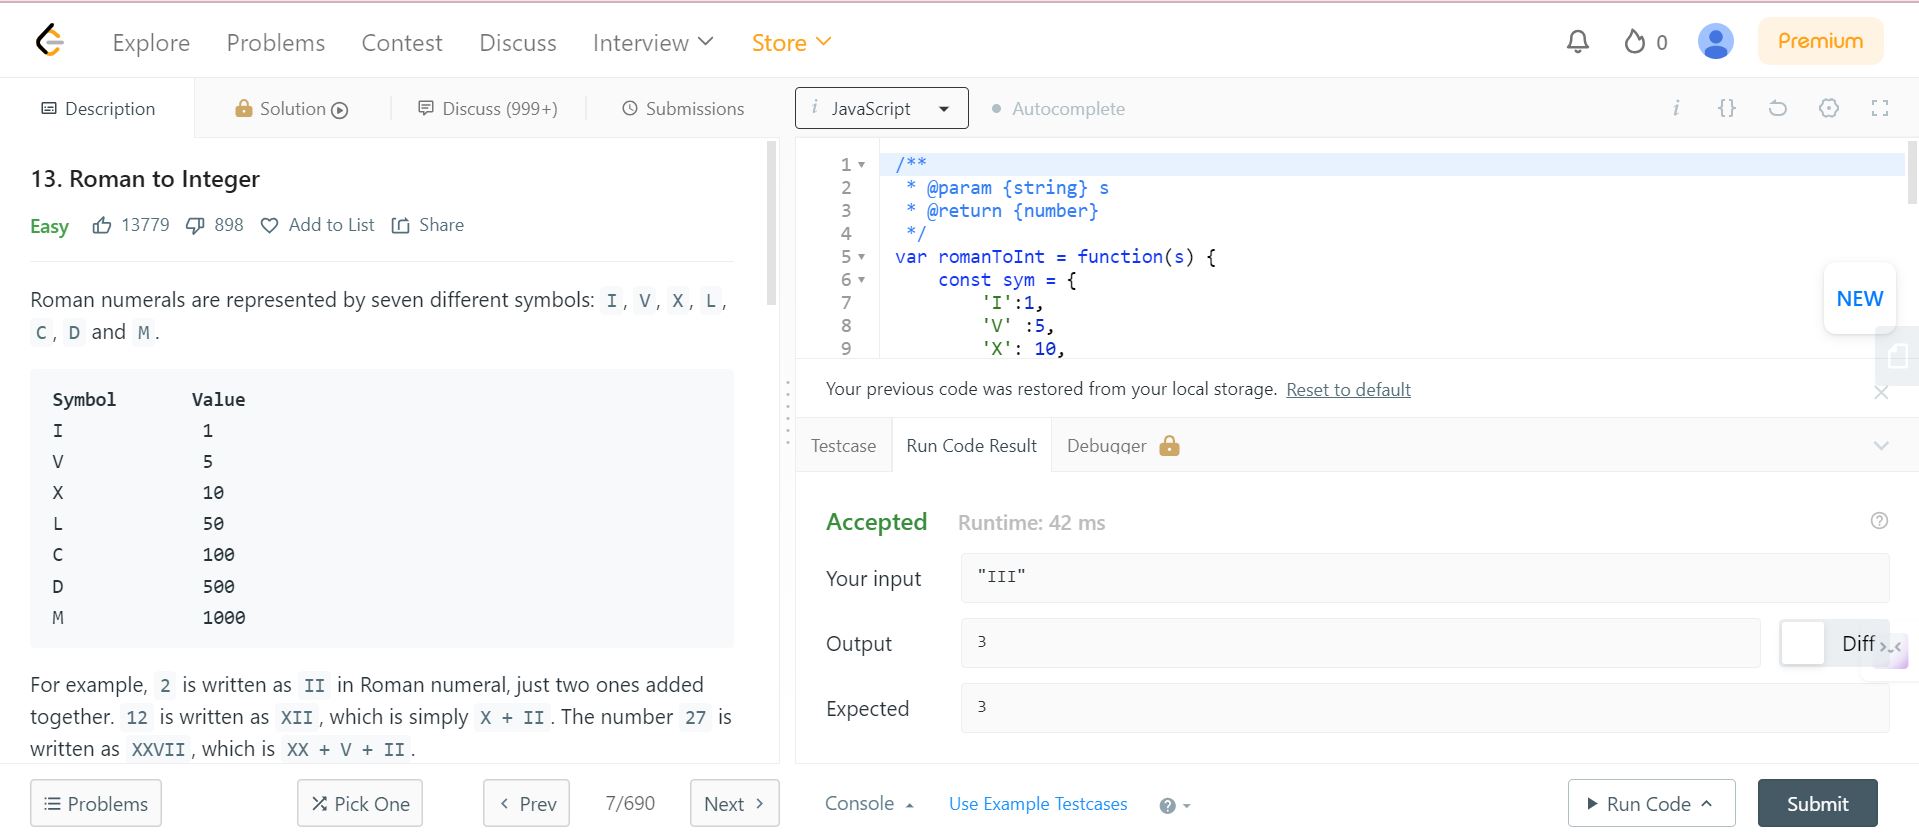 Explore Problems Contest Discuss Interview Store 0 Premium
Description Solution Discuss (999+) Submissions
13. Roman to Integer
Easy 13779 898 Add to List Share
Roman numerals are represented by seven different symbols: I, V, X, L,
C, D and M.
Symbol Value
I 1
V 5
X 10
L 50
C 100
D 500
M 1000
For example, 2 is written as II in Roman numeral, just two ones added
together. 12 is written as XII, which is simply X + II. The number 27 is
written as XXVII, which is XX + V + II.
Problems Pick One Prev 7/690 Next
i JavaScript Autocomplete i {}
1 /**
2 * @param {string} s
3 * @return {number}
4 */
5 var romanToInt = function(s) {
6 const sym = {
7 'I':1,
8 'V' :5,
9 'X': 10,
NEW
Your previous code was restored from your local storage. Reset to default
Testcase Run Code Result Debugger
Accepted Runtime: 42 ms
Your input "III"
Output 3 Diff
Expected 3
Console Use Example Testcases Run Code Submit